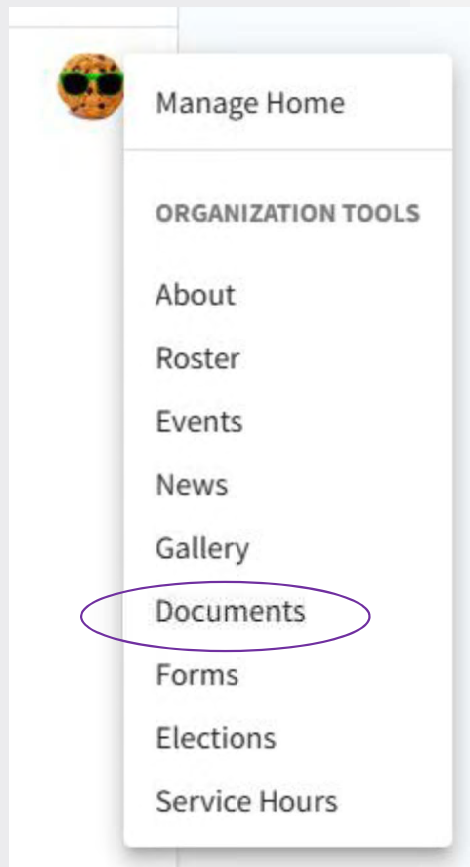 Manage Home
ORGANIZATION TOOLS
About
Roster
Events
News
Gallery
Documents
Forms
Elections
Service Hours